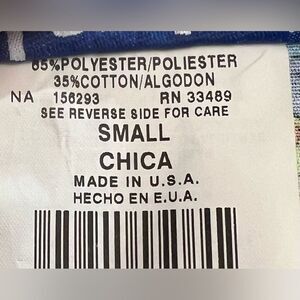 65%POLYESTER/POLIESTER
35%COTTON/ALGODON
NA 156293 RN 33489
SEE REVERSE SIDE FOR CARE
SMALL
CHICA
MADE IN U.S.A.
HECHO EN E.U.A.